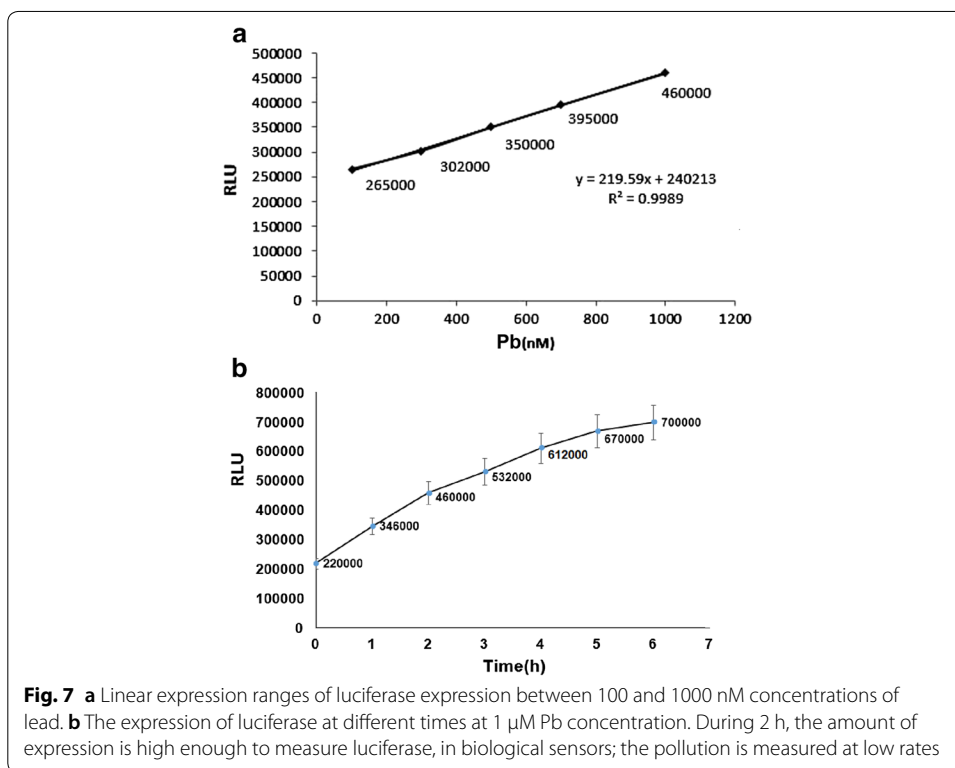 a
500000
450000
400000
350000
300000
250000
200000
150000
100000
50000
0
RLU
265000
302000
350000
395000
460000
y = 219.59x + 240213
R² = 0.9989
0 200 400 600 800 1000 1200
Pb(nM)
b
800000
700000
600000
500000
400000
300000
200000
100000
0
RLU
220000
346000
460000
532000
612000
670000
700000
0 1 2 3 4 5 6 7
Time(h)
Fig. 7 a Linear expression ranges of luciferase expression between 100 and 1000 nM concentrations of
lead. b The expression of luciferase at different times at 1 μM Pb concentration. During 2 h, the amount of
expression is high enough to measure luciferase, in biological sensors; the pollution is measured at low rates